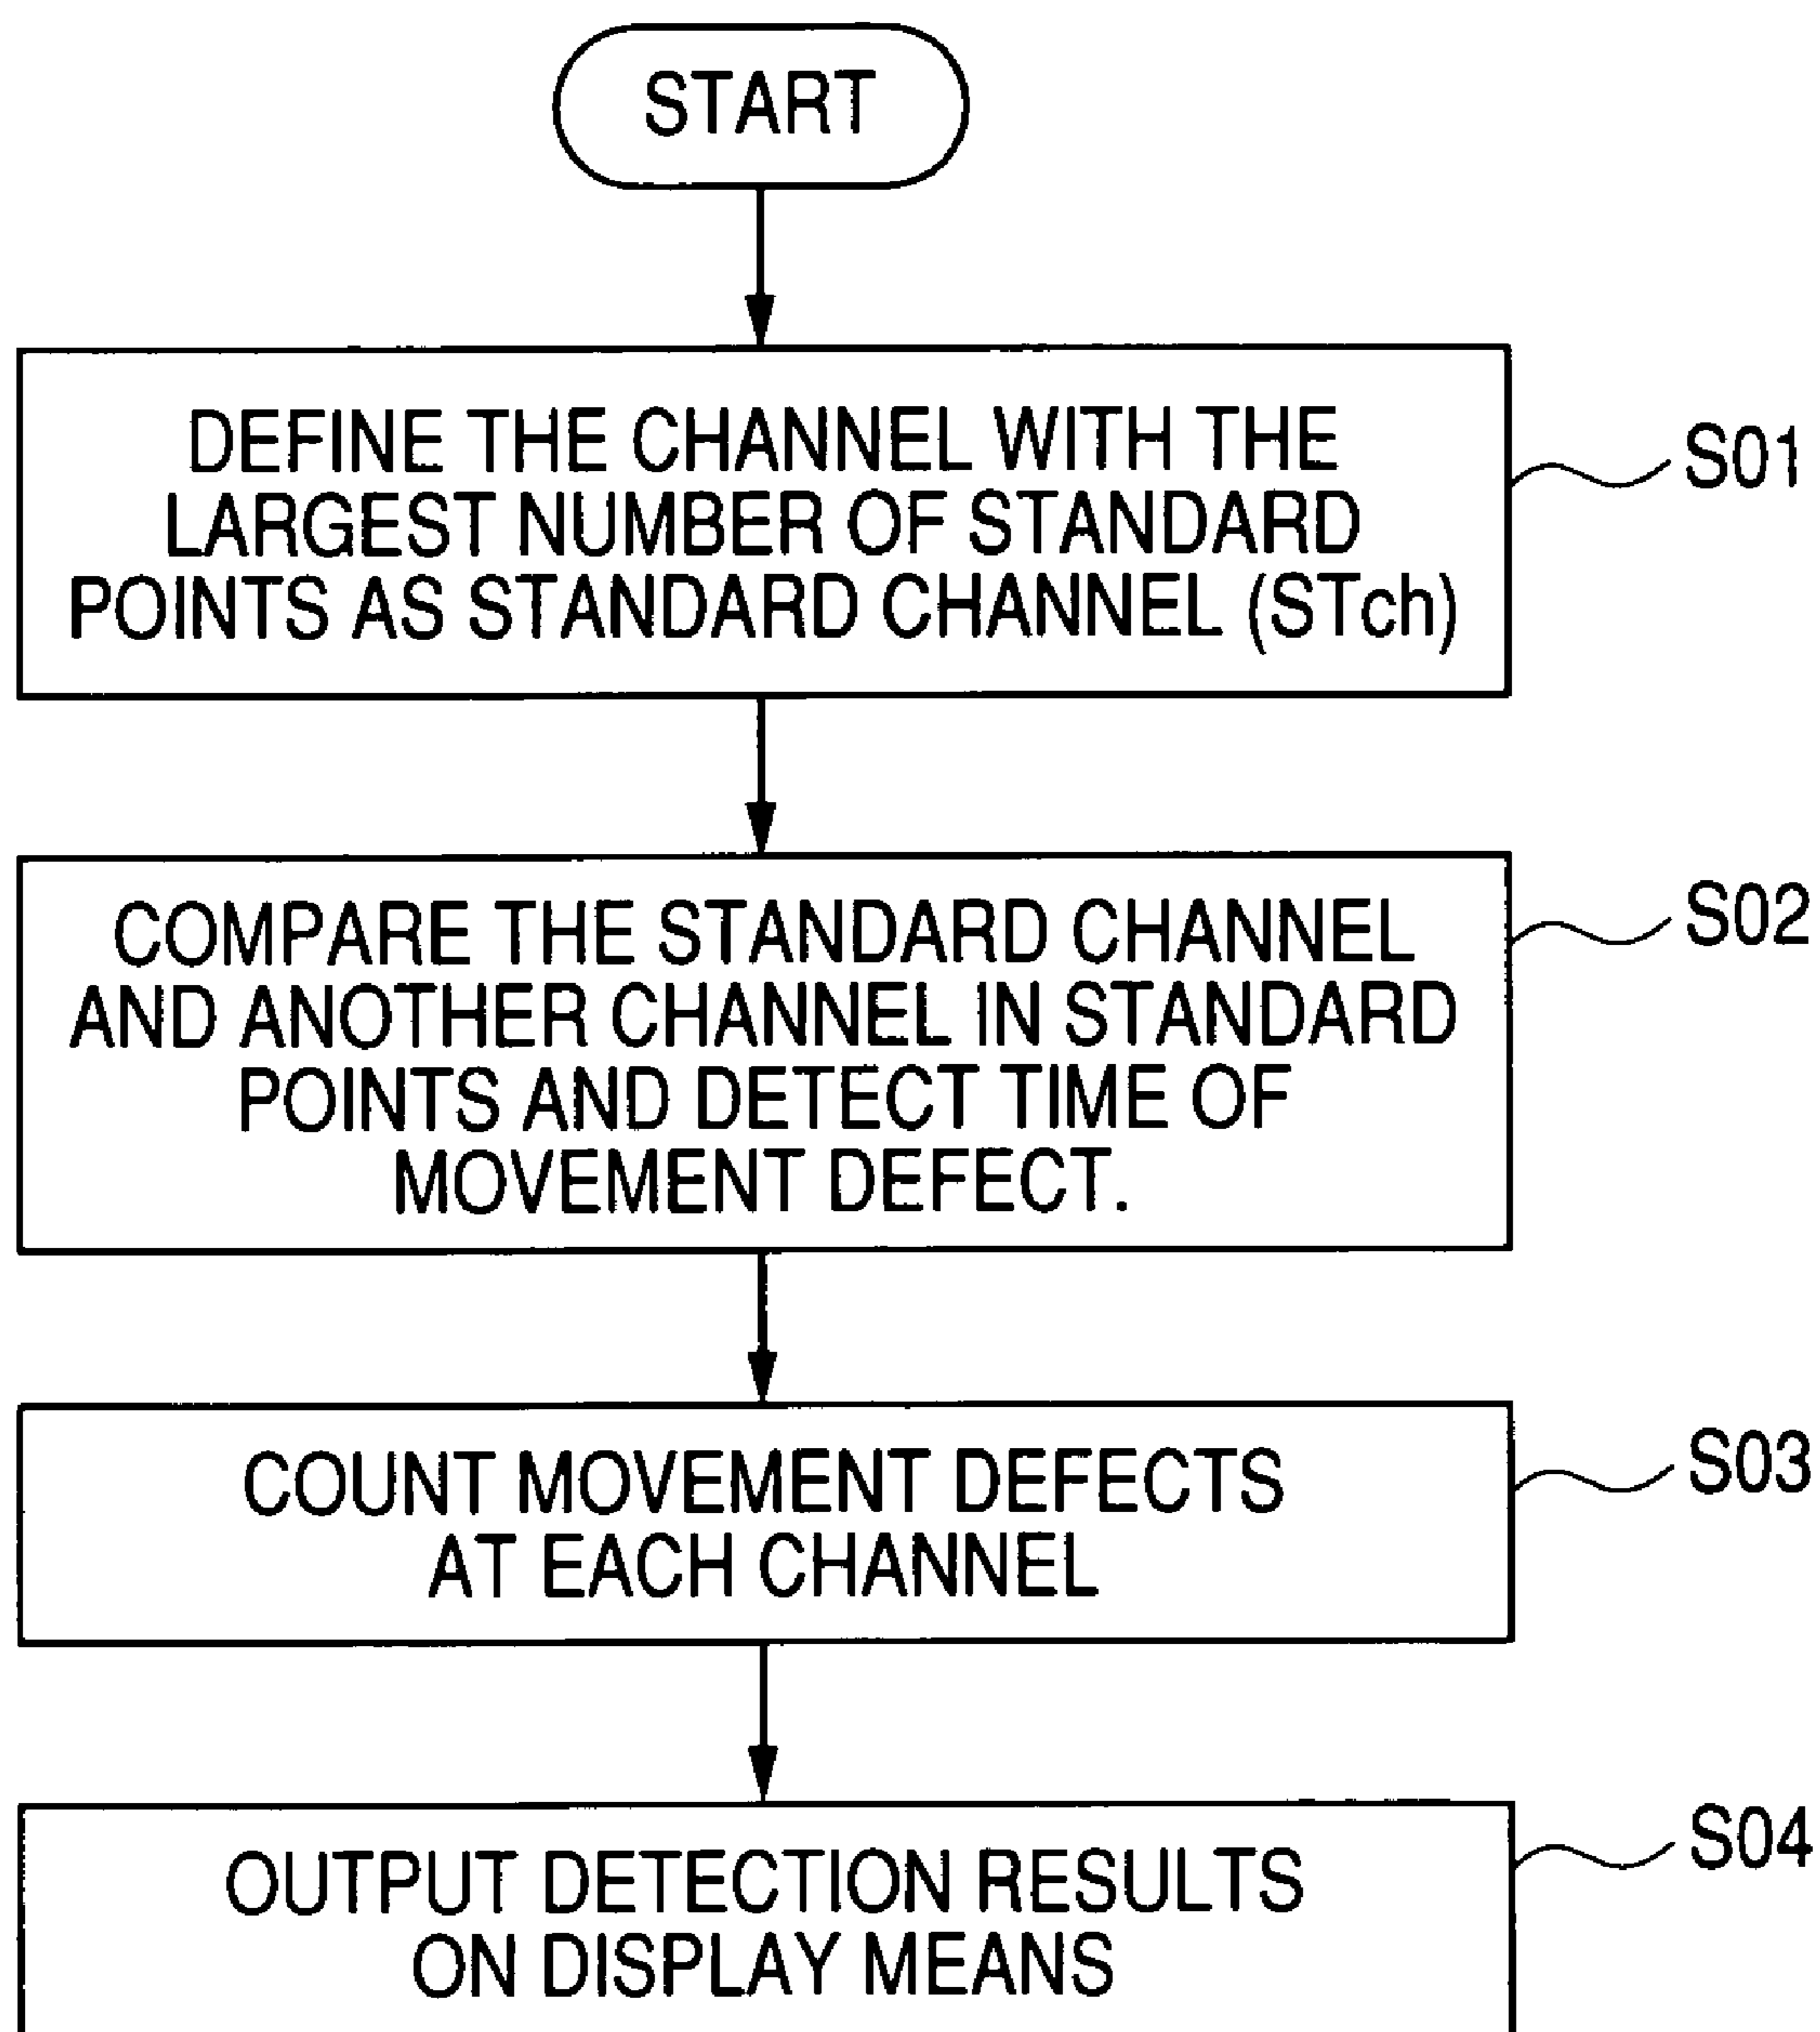 START
DEFINE THE CHANNEL WITH THE
LARGEST NUMBER OF STANDARD
POINTS AS STANDARD CHANNEL (STch)
S01
COMPARE THE STANDARD CHANNEL
AND ANOTHER CHANNEL IN STANDARD
POINTS AND DETECT TIME OF
MOVEMENT DEFECT.
S02
COUNT MOVEMENT DEFECTS
AT EACH CHANNEL
S03
OUTPUT DETECTION RESULTS
ON DISPLAY MEANS
S04